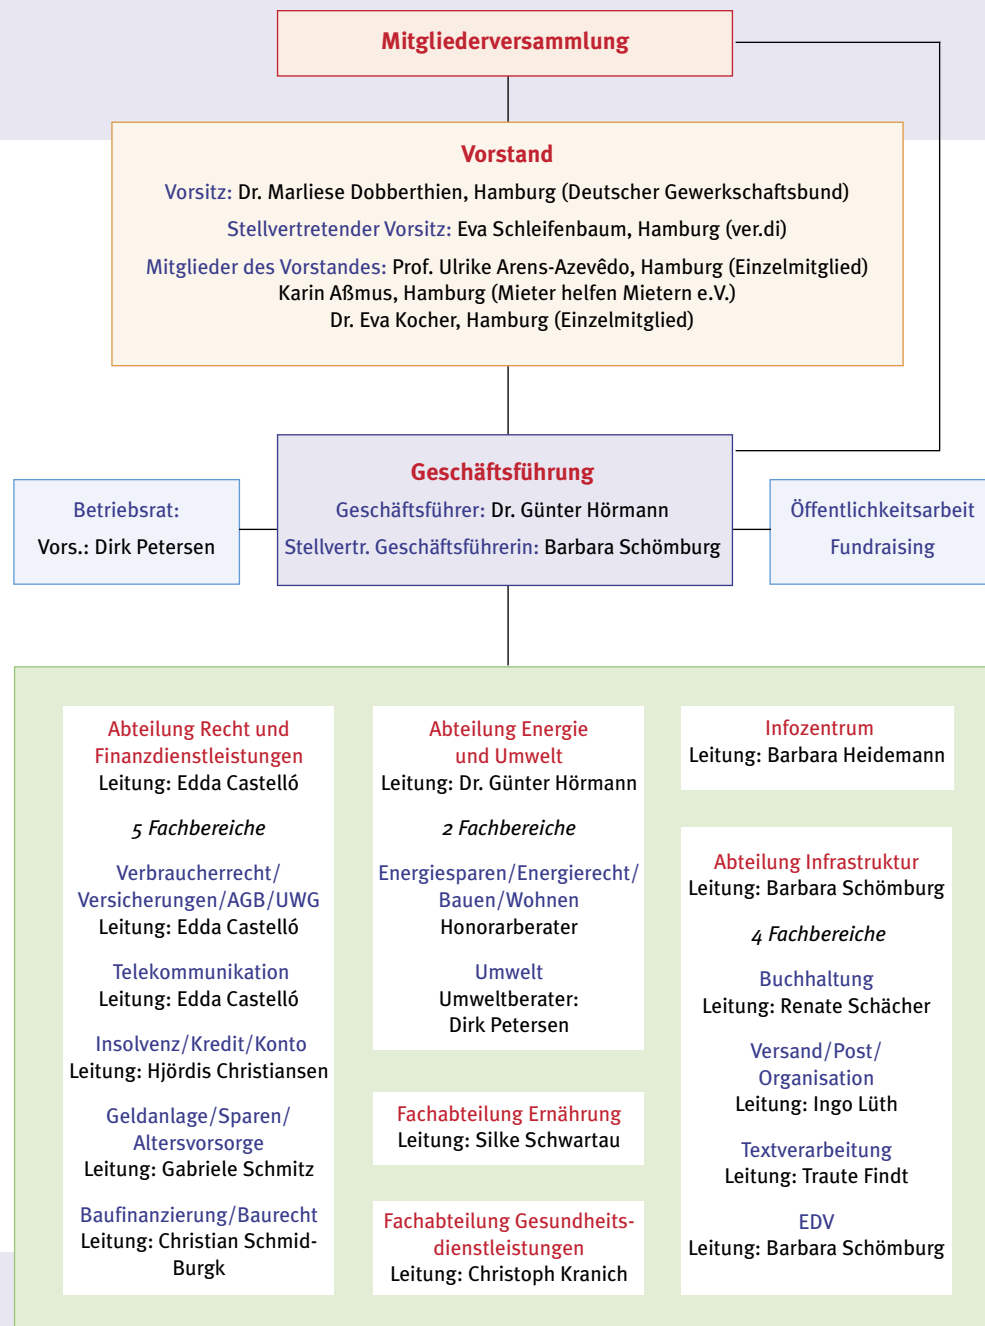 Mitgliederversammlung
Vorstand
Vorsitz: Dr. Marliese Dobberthien, Hamburg (Deutscher Gewerkschaftsbund)
Stellvertretender Vorsitz: Eva Schleifenbaum, Hamburg (ver.di)
Mitglieder des Vorstandes: Prof. Ulrike Arens-Azevêdo, Hamburg (Einzelmitglied)
Karin Aßmus, Hamburg (Mieter helfen Mietern e.V.)
Dr. Eva Kocher, Hamburg (Einzelmitglied)
Geschäftsführung
Geschäftsführer: Dr. Günter Hörmann
Stellvertr. Geschäftsführerin: Barbara Schömburg
Betriebsrat:
Vors.: Dirk Petersen
Öffentlichkeitsarbeit
Fundraising
Abteilung Recht und
Finanzdienstleistungen
Leitung: Edda Castelló
5 Fachbereiche
Verbraucherrecht/
Versicherungen/AGB/UWG
Leitung: Edda Castelló
Telekommunikation
Leitung: Edda Castelló
Insolvenz/Kredit/Konto
Leitung: Hjördis Christiansen
Geldanlage/Sparen/
Altersvorsorge
Leitung: Gabriele Schmitz
Baufinanzierung/Baurecht
Leitung: Christian Schmid-
Burgk
Abteilung Energie
und Umwelt
Leitung: Dr. Günter Hörmann
2 Fachbereiche
Energiesparen/Energierecht/
Bauen/Wohnen
Honorarberater
Umwelt
Umweltberater:
Dirk Petersen
Fachabteilung Ernährung
Leitung: Silke Schwartau
Fachabteilung Gesundheits-
dienstleistungen
Leitung: Christoph Kranich
Infozentrum
Leitung: Barbara Heidemann
Abteilung Infrastruktur
Leitung: Barbara Schömburg
4 Fachbereiche
Buchhaltung
Leitung: Renate Schächer
Versand/Post/
Organisation
Leitung: Ingo Lüth
Textverarbeitung
Leitung: Traute Findt
EDV
Leitung: Barbara Schömburg